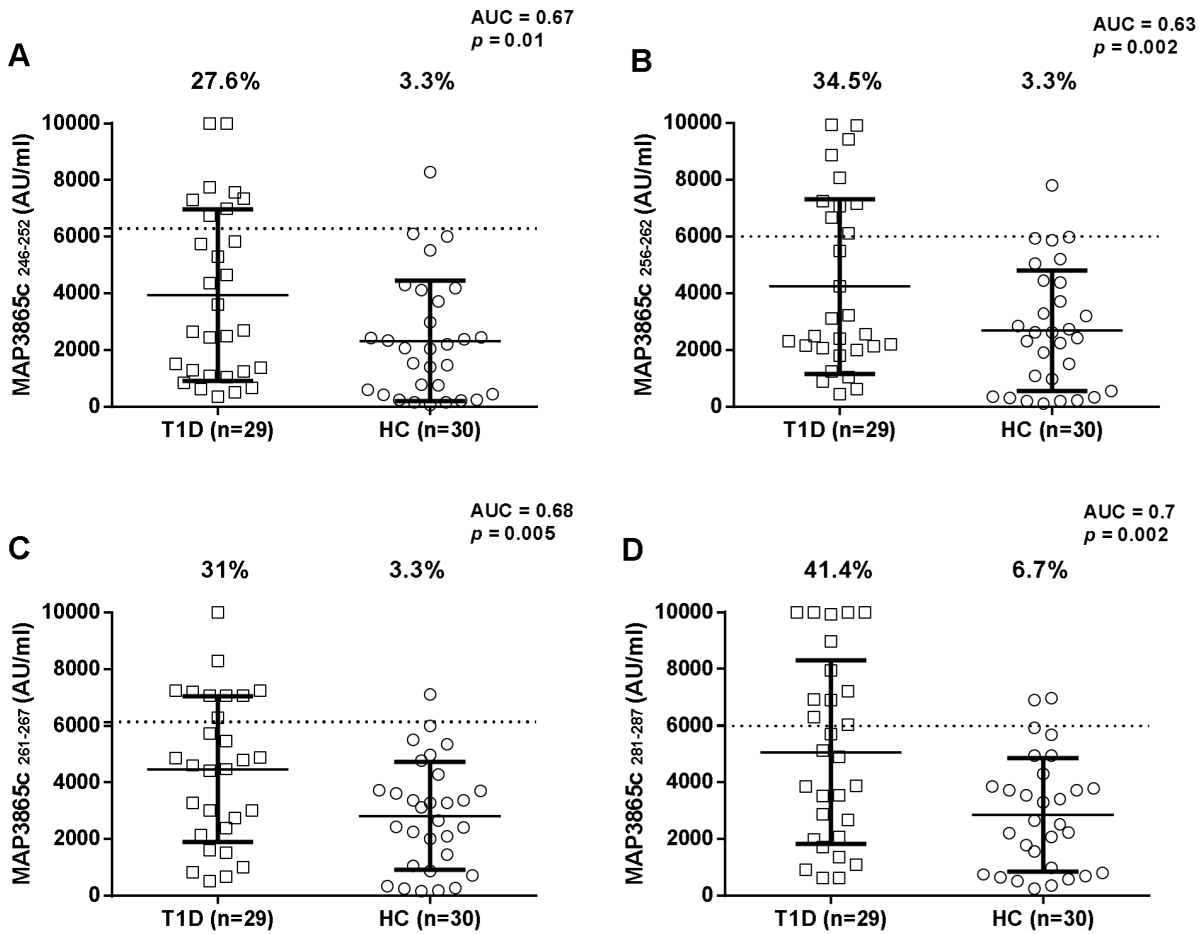 A
AUC = 0.67
p = 0.01
27.6%
3.3%
MAP3865c 246-252 (AU/ml)
10000
8000
6000
4000
2000
0
T1D (n=29)
HC (n=30)
B
AUC = 0.63
p = 0.002
34.5%
3.3%
MAP3865c 256-262 (AU/ml)
10000
8000
6000
4000
2000
0
T1D (n=29)
HC (n=30)
C
AUC = 0.68
p = 0.005
31%
3.3%
MAP3865c 261-267 (AU/ml)
10000
8000
6000
4000
2000
0
T1D (n=29)
HC (n=30)
D
AUC = 0.7
p = 0.002
41.4%
6.7%
MAP3865c 281-287 (AU/ml)
10000
8000
6000
4000
2000
0
T1D (n=29)
HC (n=30)